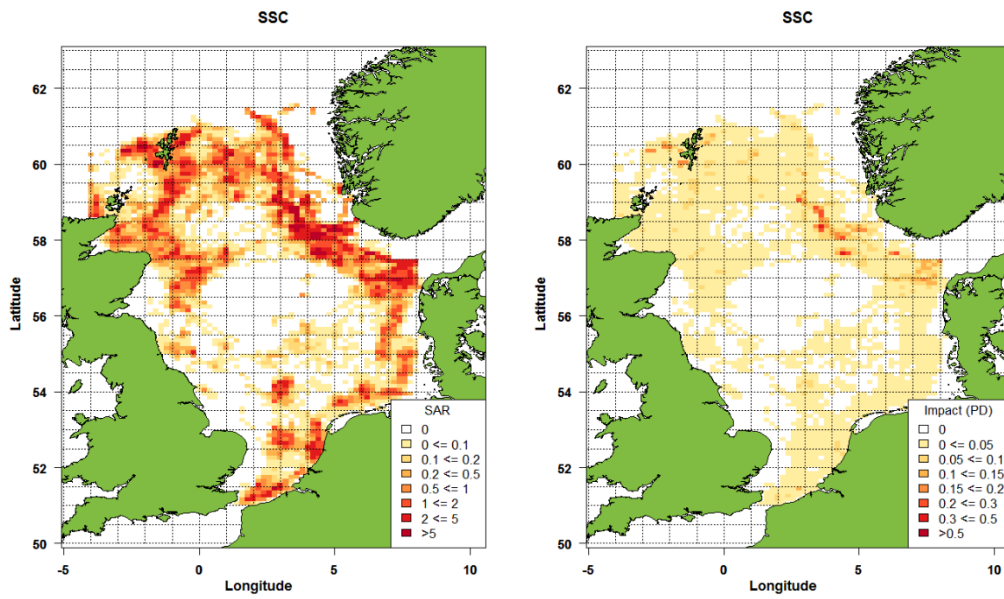 SSC
Latitude
62
60
58
56
54
52
50
-5
0
5
10
Longitude
SAR
0
0 <= 0.1
0.1 <= 0.2
0.2 <= 0.5
0.5 <= 1
1 <= 2
2 <= 5
>5
SSC
Latitude
62
60
58
56
54
52
50
-5
0
5
10
Longitude
Impact (PD)
0
0 <= 0.05
0.05 <= 0.1
0.1 <= 0.15
0.15 <= 0.2
0.2 <= 0.3
0.3 <= 0.5
>0.5